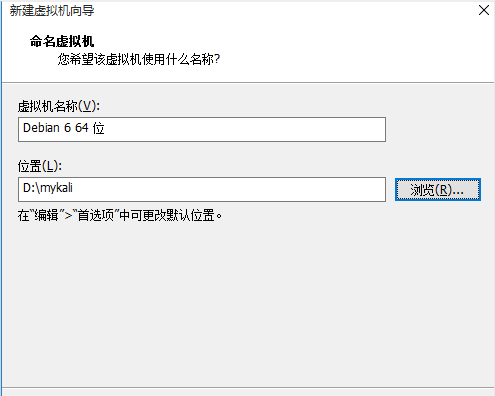 新建虚拟机向导
命名虚拟机
您希望该虚拟机使用什么名称?
虚拟机名称(V):
Debian 6 64 位
位置(L):
D:\mykali
浏览(R)...
在“编辑”>“首选项”中可更改默认位置。